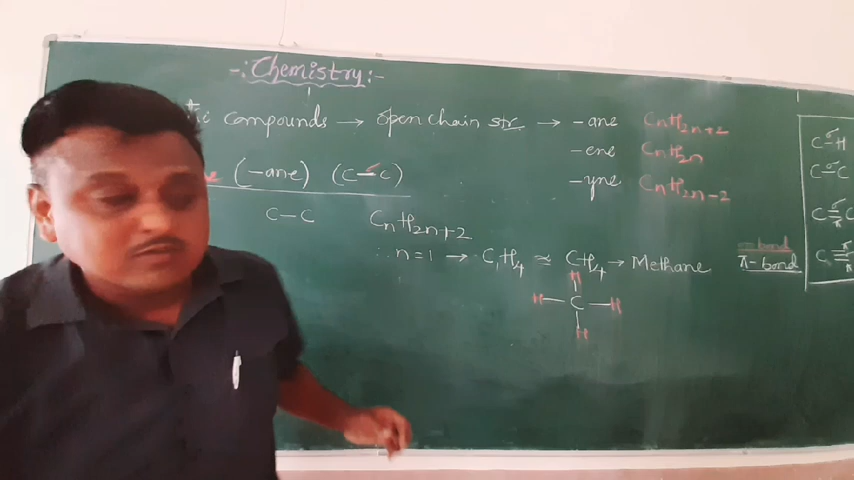 -: Chemistry :-
compounds → open chain str. → -ane CnH2n+2
-ene CnH2n
-yne CnH2n-2
(-ane) (C-C)
C-C CnH2n+2
∴ n=1 → C1H4 ≈ CH4 → Methane
H
H-C-H
H
σ
C-H
σ
C-C
σ
C=C
π
σ
C≡C
π-bond